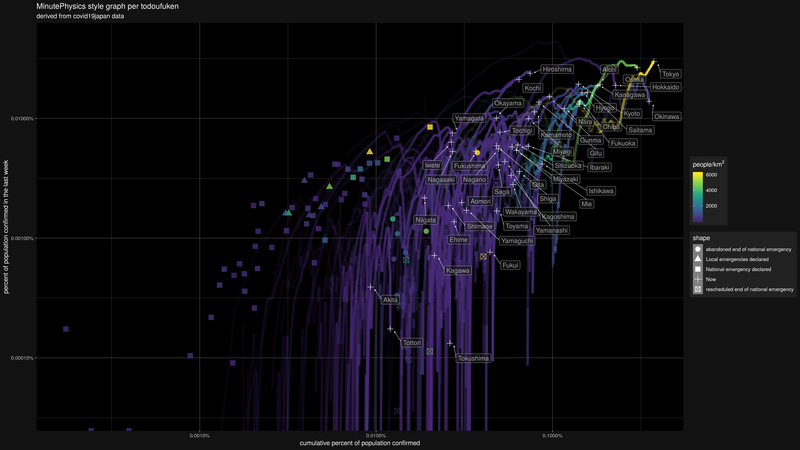 MinutePhysics style graph per todoufuken
derived from covid19japan data
percent of population confirmed in the last week
0.01000%
0.00100%
0.00010%
0.0010%
0.0100%
0.1000%
cumulative percent of population confirmed
Hiroshima
Aichi
Tokyo
Osaka
Kochi
Hokkaido
Kanagawa
Okayama
Hyogo
Kyoto
Okinawa
Yamagata
Nara
Chiba
Tochigi
Saitama
Kumamoto
Gunma
Fukuoka
Miyagi
Gifu
Iwate
Fukushima
Shizuoka
Ibaraki
Nagasaki
Nagano
Miyazaki
Oita
Saga
Ishikawa
Aomori
Shiga
Mie
Wakayama
Niigata
Kagoshima
Shimane
Toyama
Yamanashi
Ehime
Yamaguchi
Kagawa
Fukui
Akita
Tottori
Tokushima
people/km²
6000
4000
2000
shape
abandoned end of national emergency
Local emergencies declared
National emergency declared
Now
rescheduled end of national emergency